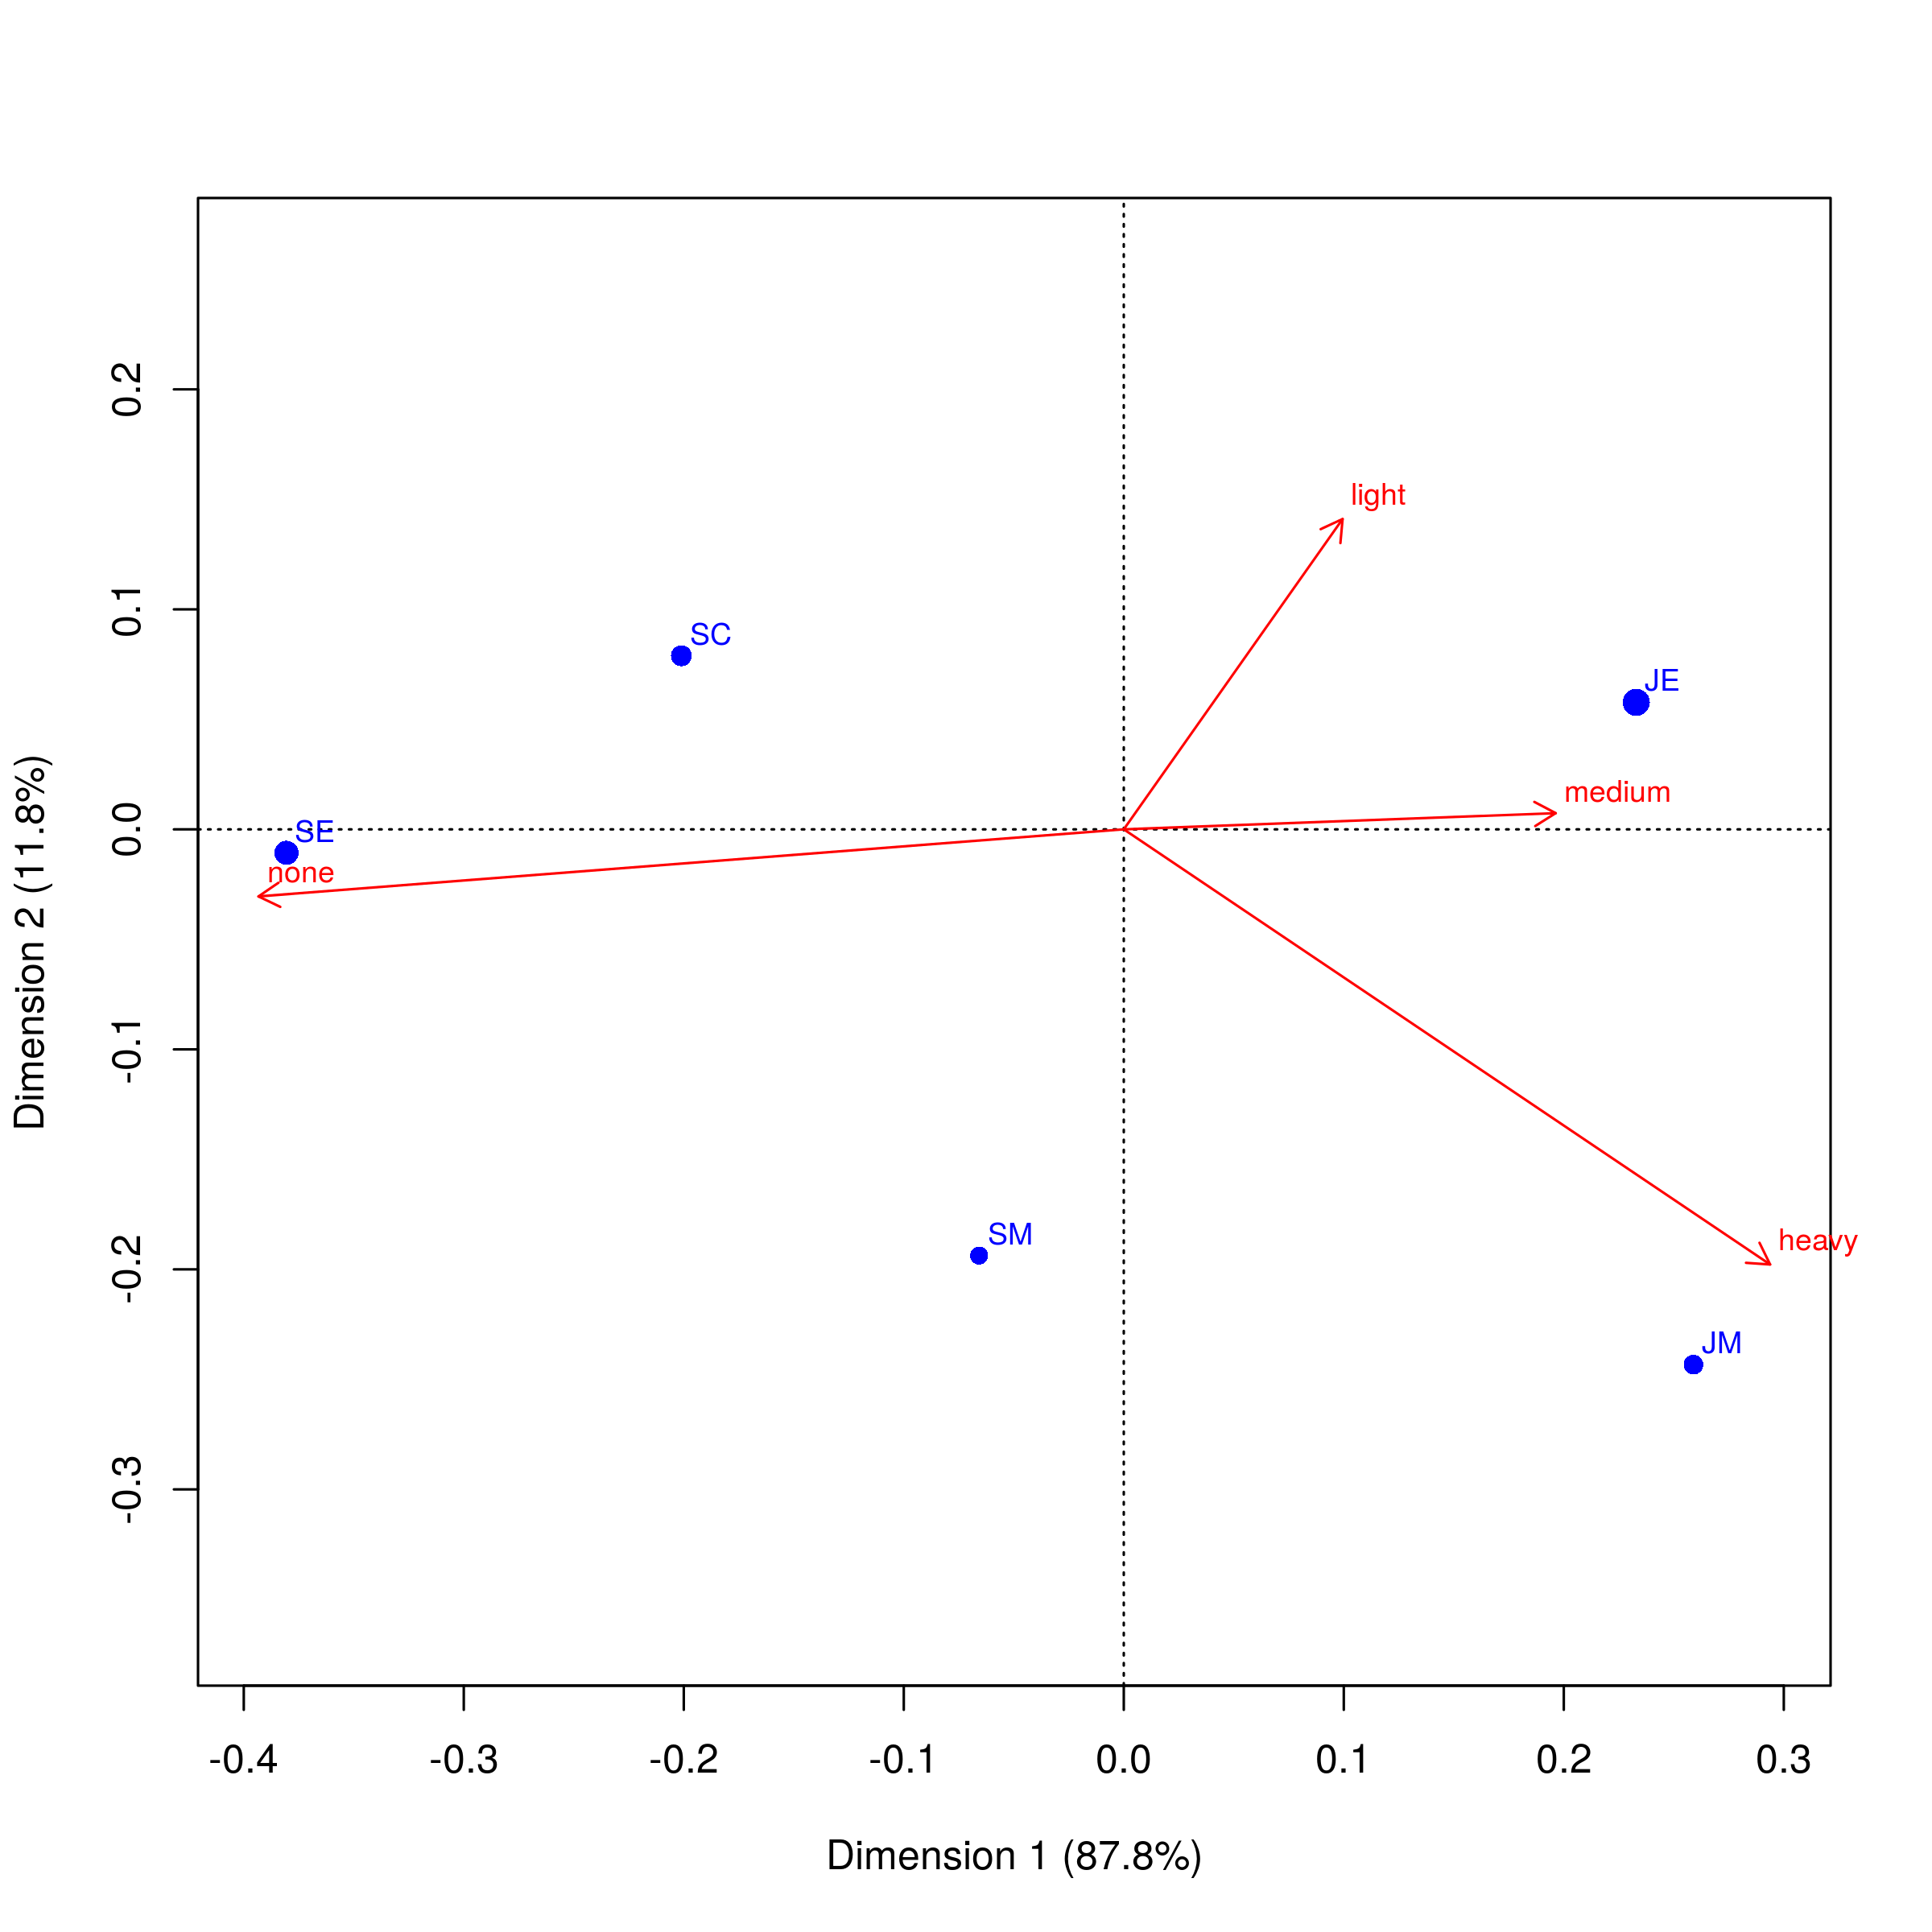 0.2
0.1
0.0
-0.1
-0.2
-0.3
Dimension 2 (11.8%)
light
SC
JE
medium
SE
none
SM
heavy
JM
-0.4 -0.3 -0.2 -0.1 0.0 0.1 0.2 0.3
Dimension 1 (87.8%)